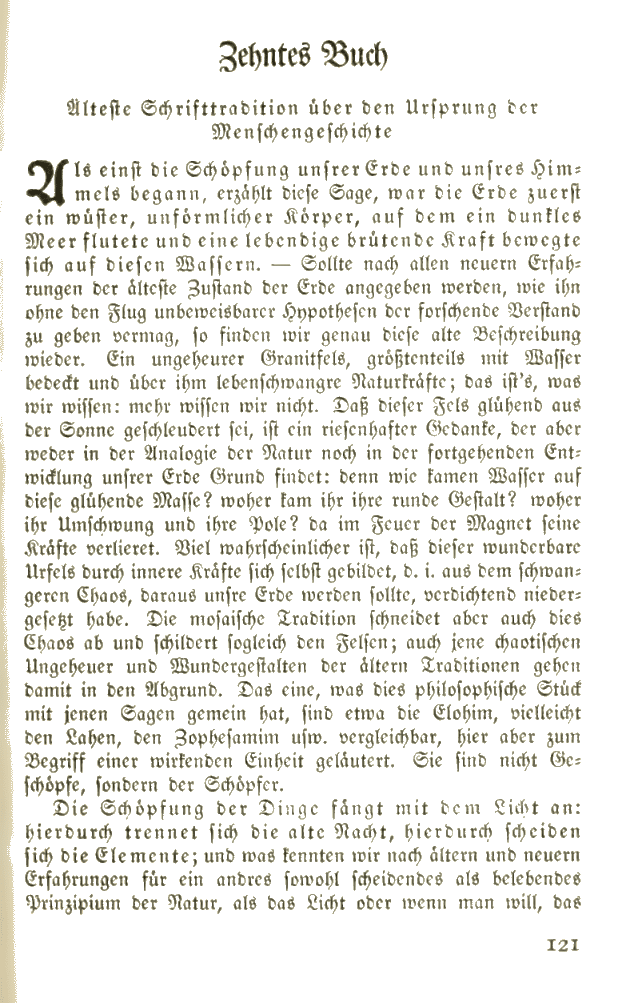 Zehntes Buch
Älteste Schrifttradition über den Ursprung der
Menschengeschichte
Als einst die Schöpfung unsrer Erde und unsres Him-
mels begann, erzählt diese Sage, war die Erde zuerst
ein wüster, unförmlicher Körper, auf dem ein dunkles
Meer flutete und eine lebendige brütende Kraft bewegte
sich auf diesen Wassern. — Sollte nach allen neuern Erfah-
rungen der älteste Zustand der Erde angegeben werden, wie ihn
ohne den Flug unbeweisbarer Hypothesen der forschende Verstand
zu geben vermag, so finden wir genau diese alte Beschreibung
wieder. Ein ungeheurer Granitfels, größtenteils mit Wasser
bedeckt und über ihm lebenschwangre Naturkräfte; das ist's, was
wir wissen: mehr wissen wir nicht. Daß dieser Fels glühend aus
der Sonne geschleudert sei, ist ein riesenhafter Gedanke, der aber
weder in der Analogie der Natur noch in der fortgehenden Ent-
wicklung unsrer Erde Grund findet: denn wie kamen Wasser auf
diese glühende Masse? woher kam ihr ihre runde Gestalt? woher
ihr Umschwung und ihre Pole? da im Feuer der Magnet seine
Kräfte verlieret. Viel wahrscheinlicher ist, daß dieser wunderbare
Urfels durch innere Kräfte sich selbst gebildet, d. i. aus dem schwan-
geren Chaos, daraus unsre Erde werden sollte, verdichtend nieder-
gesetzt habe. Die mosaische Tradition schneidet aber auch dies
Chaos ab und schildert sogleich den Felsen; auch jene chaotischen
Ungeheuer und Wundergestalten der ältern Traditionen gehen
damit in den Abgrund. Das eine, was dies philosophische Stück
mit jenen Sagen gemein hat, sind etwa die Elohim, vielleicht
den Lahen, den Zophesamim usw. vergleichbar, hier aber zum
Begriff einer wirkenden Einheit geläutert. Sie sind nicht Ge-
schöpfe, sondern der Schöpfer.
Die Schöpfung der Dinge fängt mit dem Licht an:
hierdurch trennet sich die alte Nacht, hierdurch scheiden
sich die Elemente; und was kennten wir nach ältern und neuern
Erfahrungen für ein andres sowohl scheidendes als belebendes
Prinzipium der Natur, als das Licht oder wenn man will, das
121